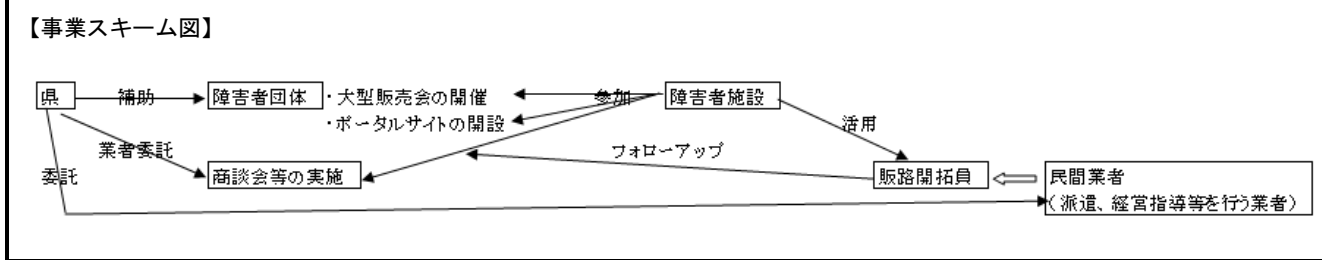 【事業スキーム図】
県
補助
障害者団体
・大型販売会の開催
・ポータルサイトの開設
参加
障害者施設
活用
業者委託
フォローアップ
委託
商談会等の実施
販路開拓員
民間業者
(派遣、経営指導等を行う業者)